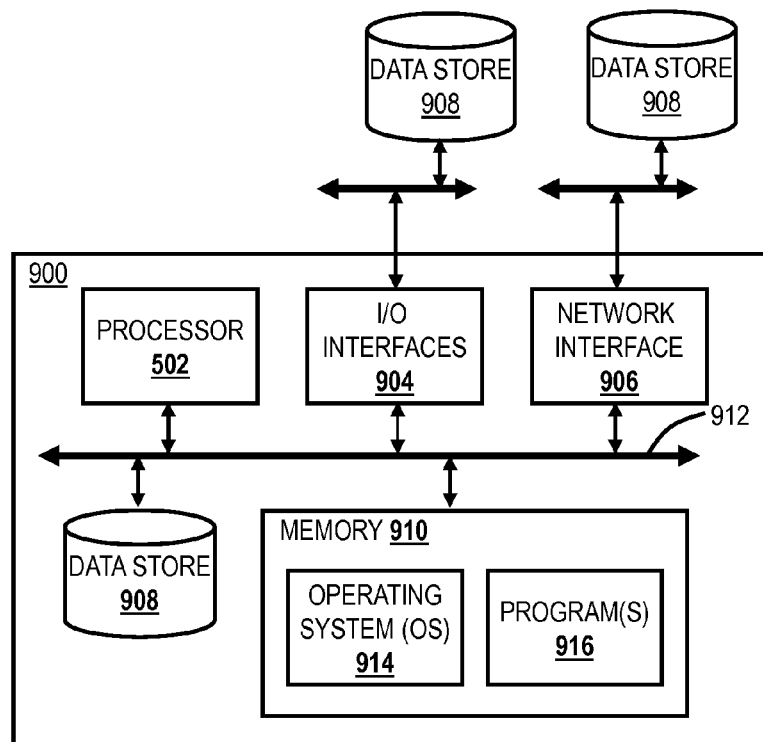 DATA STORE
908
DATA STORE
908
900
PROCESSOR
502
I/O
INTERFACES
904
NETWORK
INTERFACE
906
912
DATA STORE
908
MEMORY 910
OPERATING
SYSTEM (OS)
914
PROGRAM(S)
916